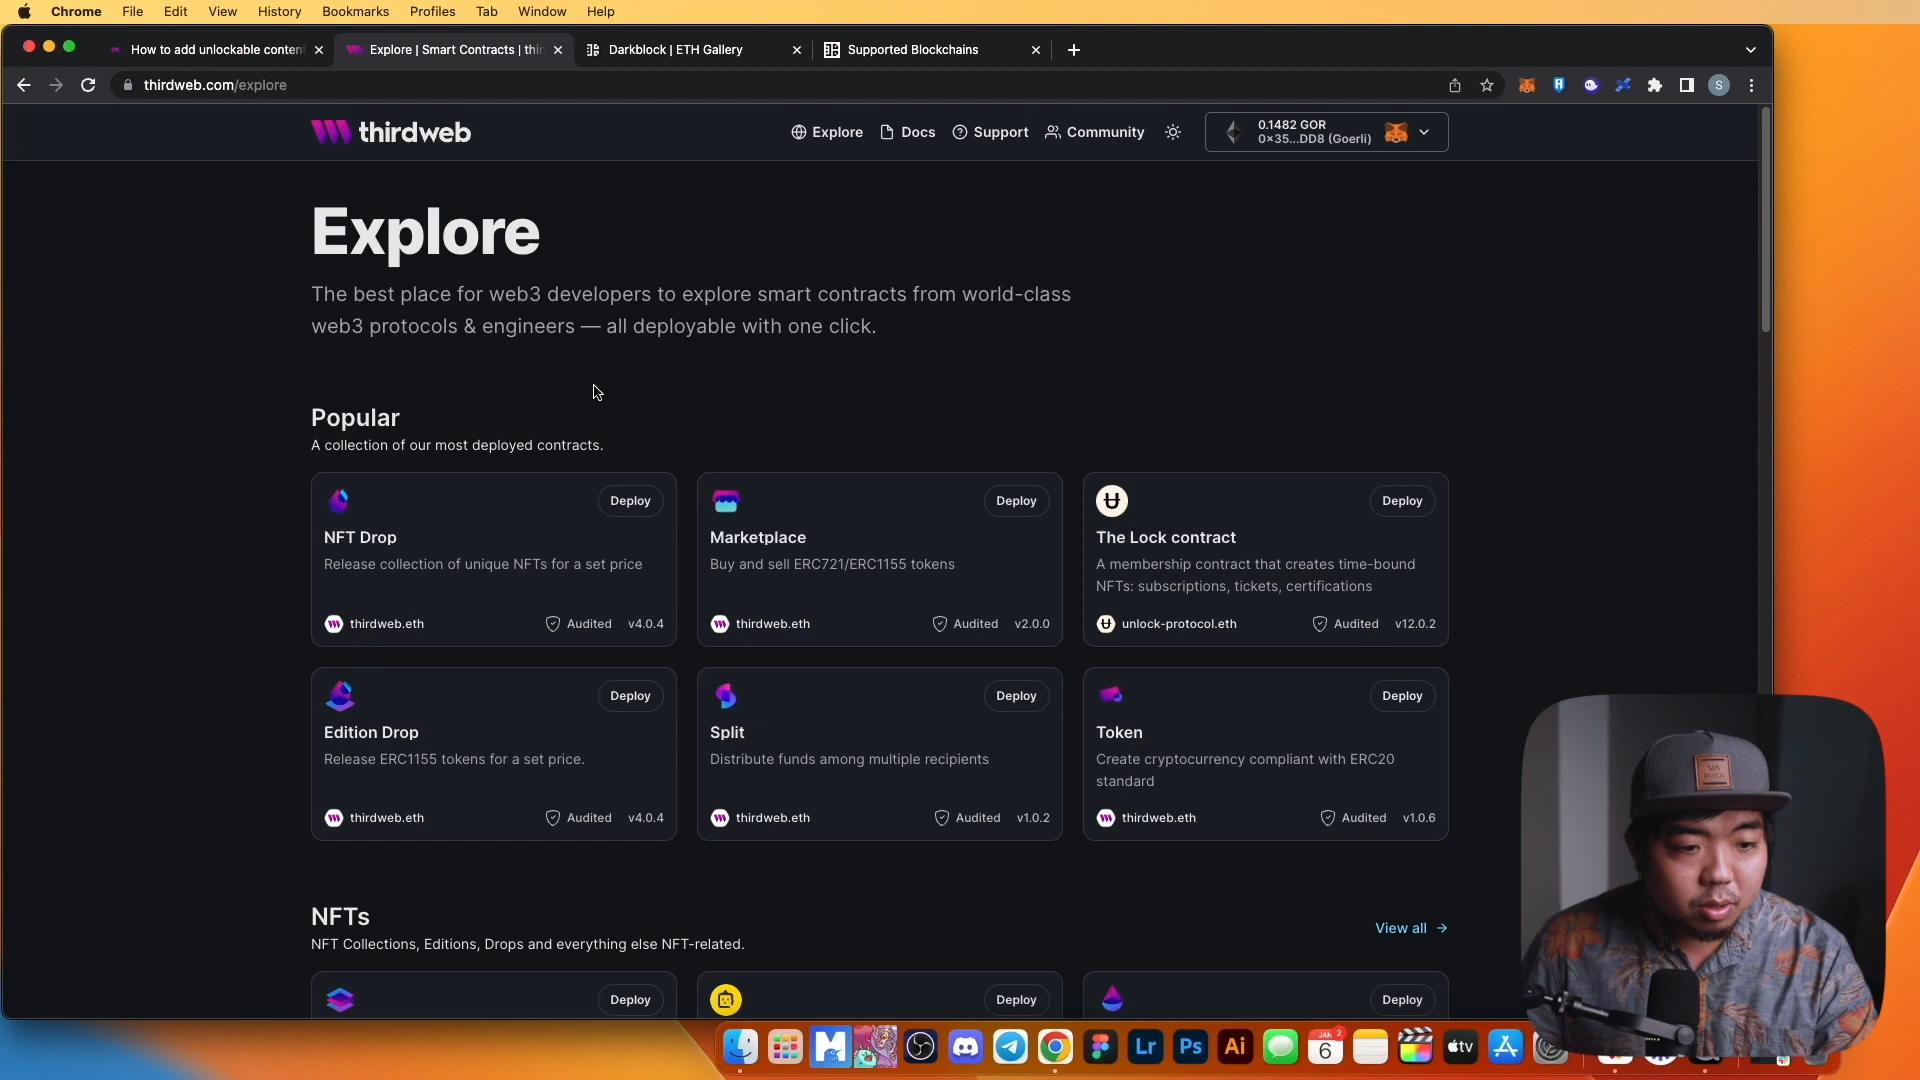 Chrome File Edit View History Bookmarks Profiles Tab Window Help
How to add unlockable conten
Explore | Smart Contracts | thir
Darkblock | ETH Gallery
Supported Blockchains
thirdweb.com/explore
S
thirdweb
Explore Docs Support Community
0.1482 GOR
0x35...DD8 (Goerli)
Explore
The best place for web3 developers to explore smart contracts from world-class
web3 protocols & engineers — all deployable with one click.
Popular
A collection of our most deployed contracts.
Deploy
NFT Drop
Release collection of unique NFTs for a set price
thirdweb.eth Audited v4.0.4
Deploy
Marketplace
Buy and sell ERC721/ERC1155 tokens
thirdweb.eth Audited v2.0.0
Deploy
The Lock contract
A membership contract that creates time-bound
NFTs: subscriptions, tickets, certifications
unlock-protocol.eth Audited v12.0.2
Deploy
Edition Drop
Release ERC1155 tokens for a set price.
thirdweb.eth Audited v4.0.4
Deploy
Split
Distribute funds among multiple recipients
thirdweb.eth Audited v1.0.2
Deploy
Token
Create cryptocurrency compliant with ERC20
standard
thirdweb.eth Audited v1.0.6
NFTs
NFT Collections, Editions, Drops and everything else NFT-related.
View all
Deploy
Deploy
Deploy
VA
RVCA
Lr Ps Ai
JAN
2
6
tv